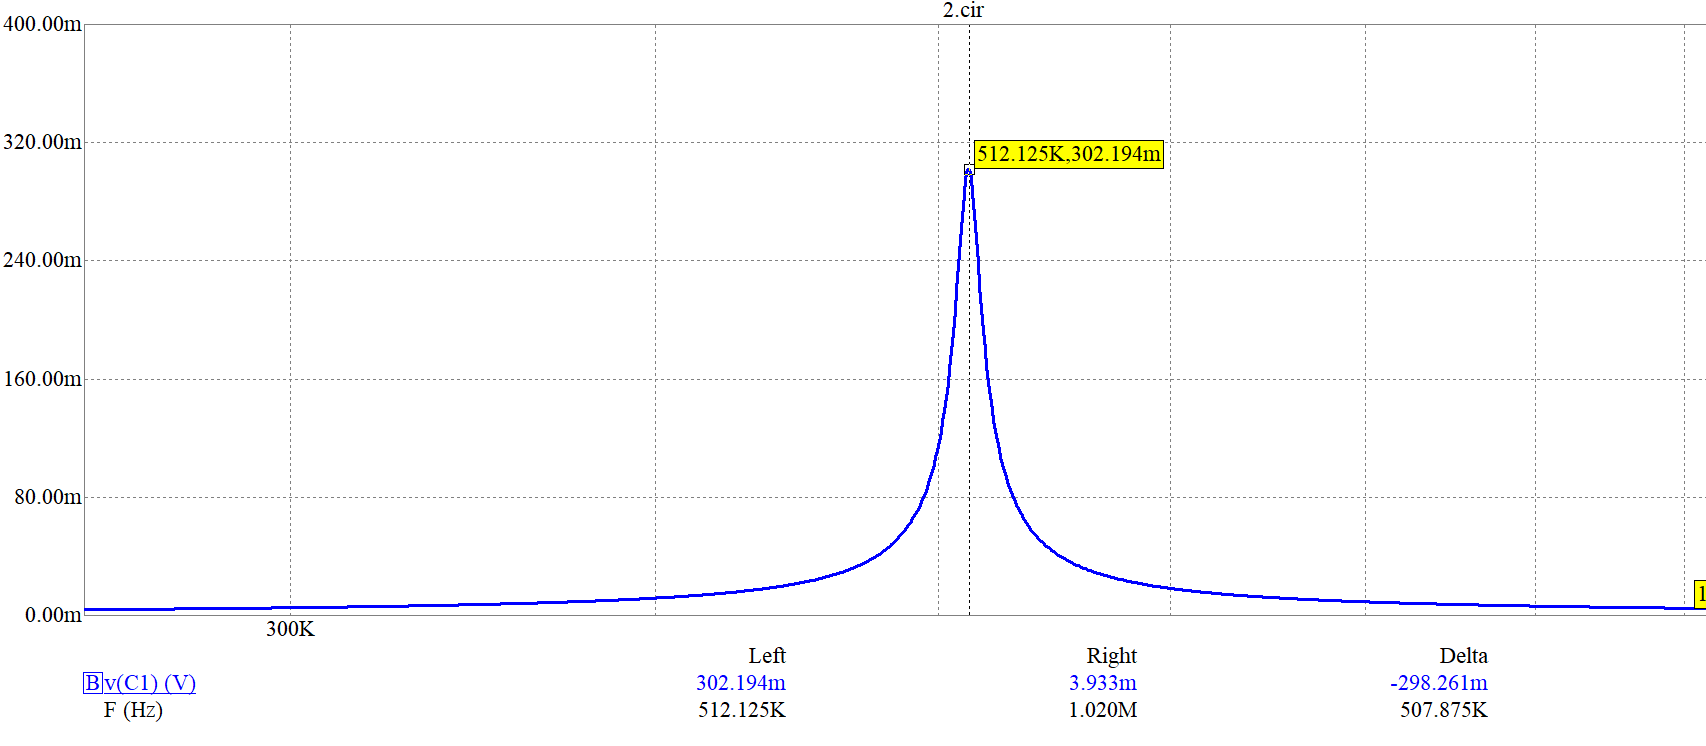 2.cir
400.00m
320.00m
512.125K,302.194m
240.00m
160.00m
80.00m
0.00m
1
300K
Left Right Delta
B v(C1) (V) 302.194m 3.933m -298.261m
F (Hz) 512.125K 1.020M 507.875K